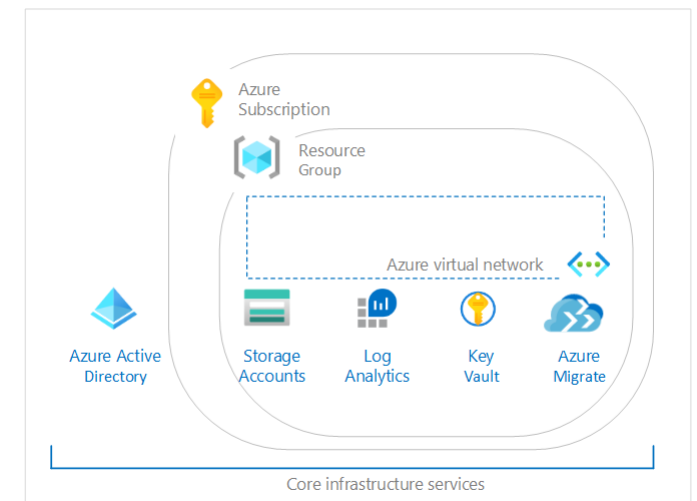 Azure
Subscription
Resource
Group
Azure virtual network
Azure Active
Directory
Storage
Accounts
Log
Analytics
Key
Vault
Azure
Migrate
Core infrastructure services